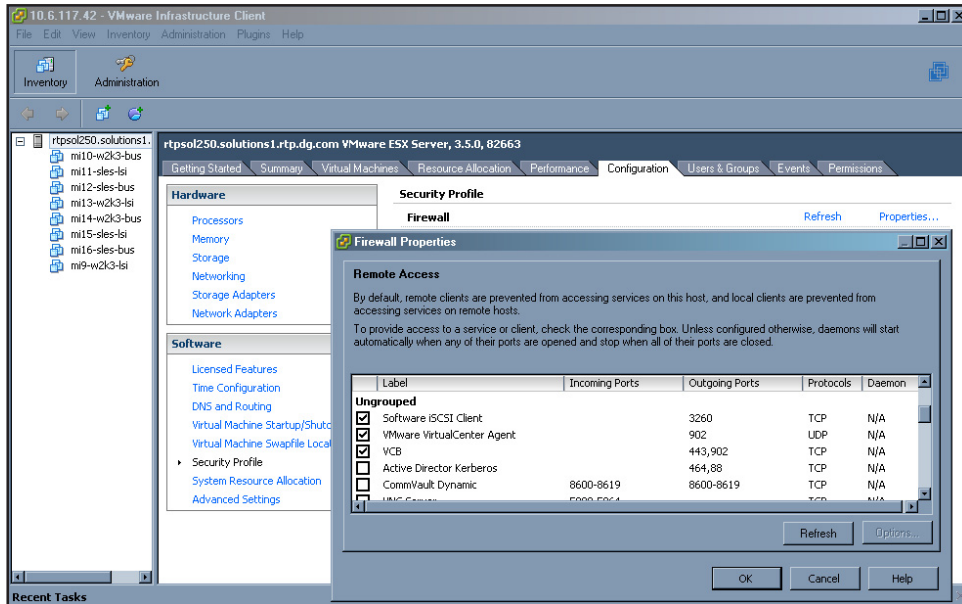 10.6.117.42 - VMware Infrastructure Client
File Edit View Inventory Administration Plugins Help
Inventory Administration
rtpsol250.solutions1.
mi10-w2k3-bus
mi11-sles-lsi
mi12-sles-bus
mi13-w2k3-lsi
mi14-w2k3-bus
mi15-sles-lsi
mi16-sles-bus
mi9-w2k3-lsi
rtpsol250.solutions1.rtp.dg.com VMware ESX Server, 3.5.0, 82663
Getting Started Summary Virtual Machines Resource Allocation Performance Configuration Users & Groups Events Permissions
Hardware
Processors
Memory
Storage
Networking
Storage Adapters
Network Adapters
Software
Licensed Features
Time Configuration
DNS and Routing
Virtual Machine Startup/Shutd
Virtual Machine Swapfile Locat
Security Profile
System Resource Allocation
Advanced Settings
Security Profile
Firewall Refresh Properties...
Firewall Properties
Remote Access
By default, remote clients are prevented from accessing services on this host, and local clients are prevented from
accessing services on remote hosts.
To provide access to a service or client, check the corresponding box. Unless configured otherwise, daemons will start
automatically when any of their ports are opened and stop when all of their ports are closed.
Label Incoming Ports Outgoing Ports Protocols Daemon
Ungrouped
Software iSCSI Client 3260 TCP N/A
VMware VirtualCenter Agent 902 UDP N/A
VCB 443,902 TCP N/A
Active Director Kerberos 464,88 TCP N/A
CommVault Dynamic 8600-8619 8600-8619 TCP N/A
TCP N/A
Refresh Options...
OK Cancel Help
Recent Tasks